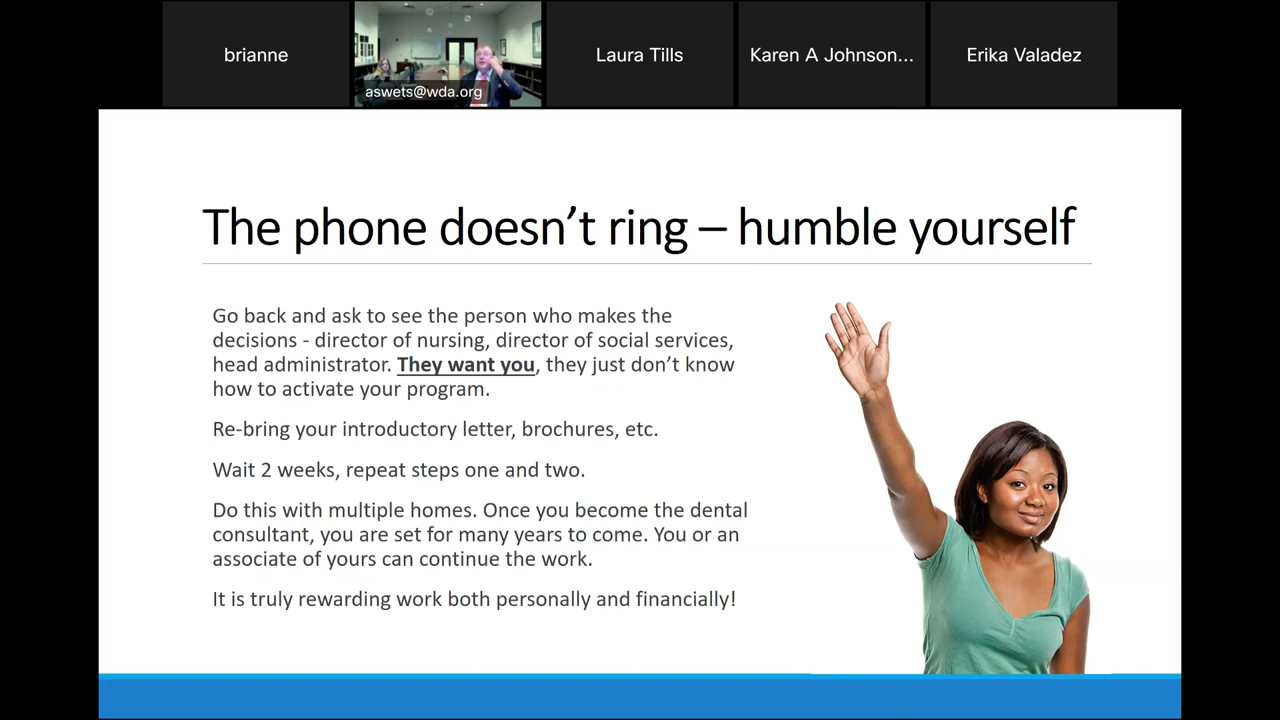 brianne
aswets@wda.org
Laura Tills
Karen A Johnson...
Erika Valadez
The phone doesn’t ring – humble yourself
Go back and ask to see the person who makes the
decisions - director of nursing, director of social services,
head administrator. They want you, they just don’t know
how to activate your program.
Re-bring your introductory letter, brochures, etc.
Wait 2 weeks, repeat steps one and two.
Do this with multiple homes. Once you become the dental
consultant, you are set for many years to come. You or an
associate of yours can continue the work.
It is truly rewarding work both personally and financially!